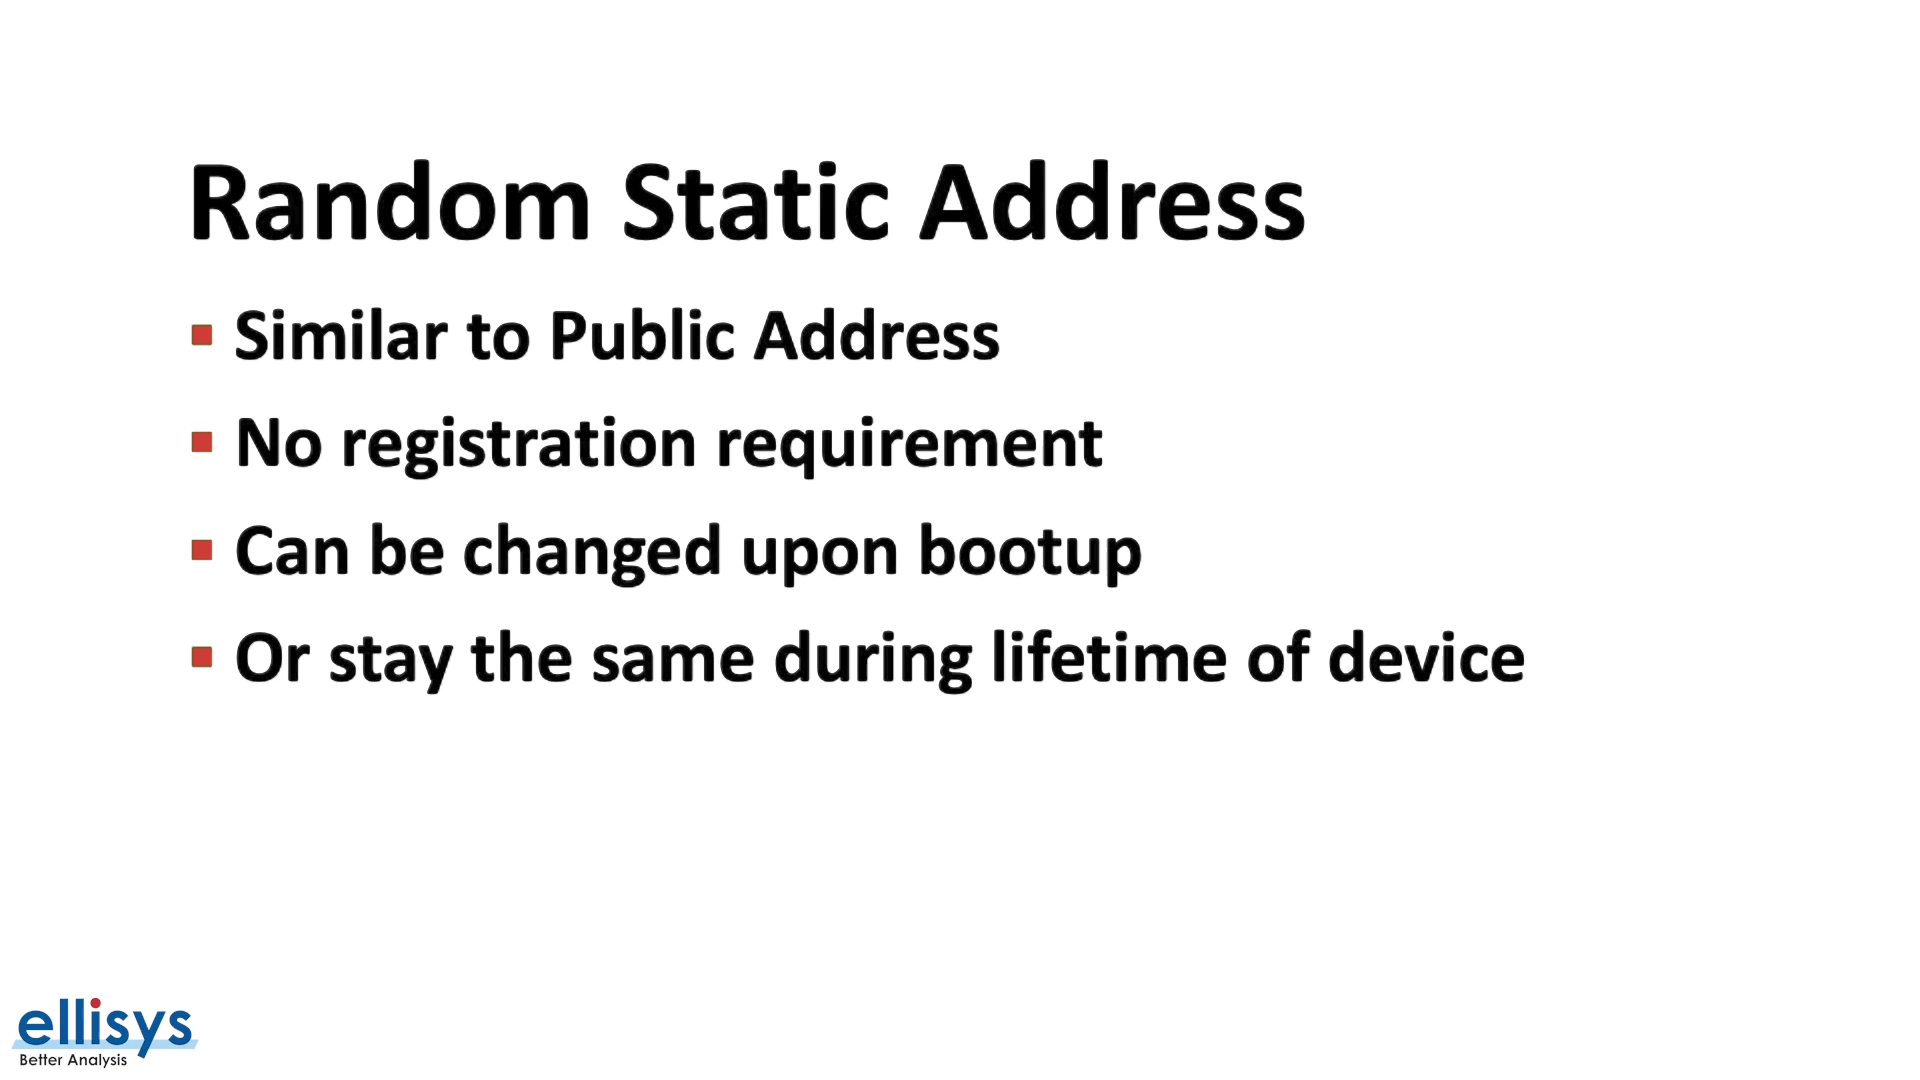 Random Static Address
Similar to Public Address
No registration requirement
Can be changed upon bootup
Or stay the same during lifetime of device
ellisys
Better Analysis